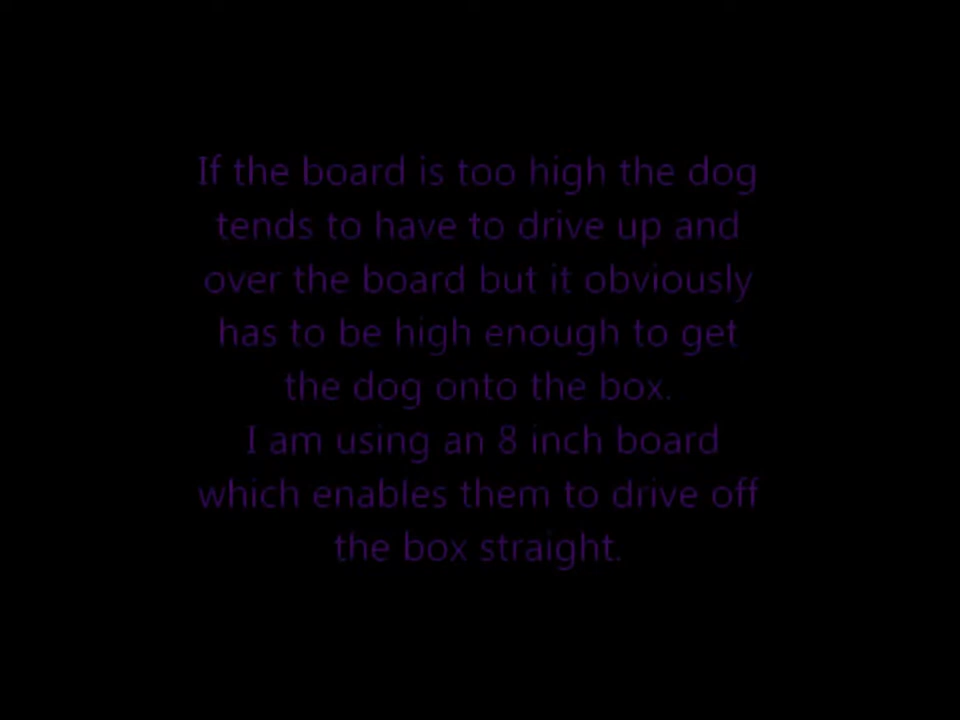 If the board is too high the dog
tends to have to drive up and
over the board but it obviously
has to be high enough to get
the dog onto the box.
I am using an 8 inch board
which enables them to drive off
the box straight.